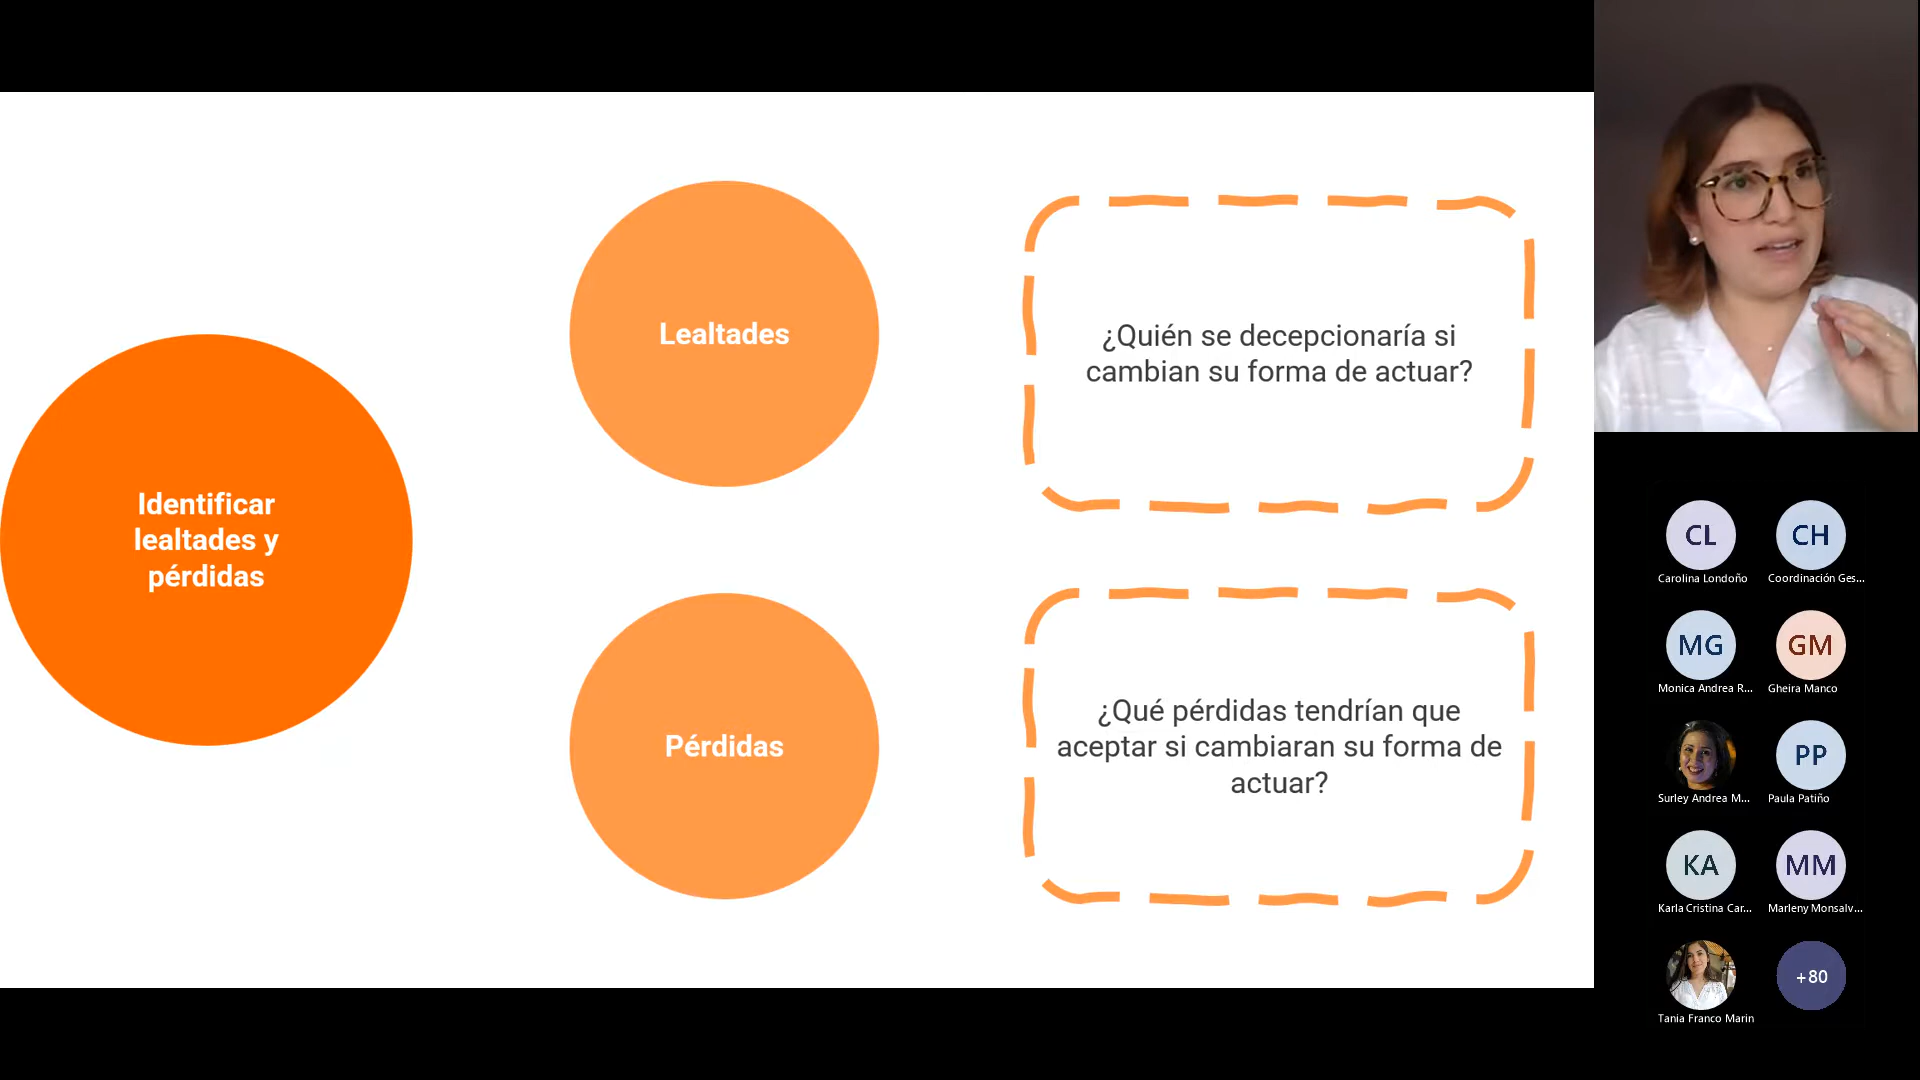 Identificar
lealtades y
pérdidas
Lealtades
¿Quién se decepcionaría si
cambian su forma de actuar?
Pérdidas
¿Qué pérdidas tendrían que
aceptar si cambiaran su forma de
actuar?
CL
CH
Carolina Londoño
Coordinación Ges...
MG
GM
Monica Andrea R...
Gheira Manco
PP
Surley Andrea M...
Paula Patiño
KA
MM
Karla Cristina Car...
Marleny Monsalv...
+80
Tania Franco Marin